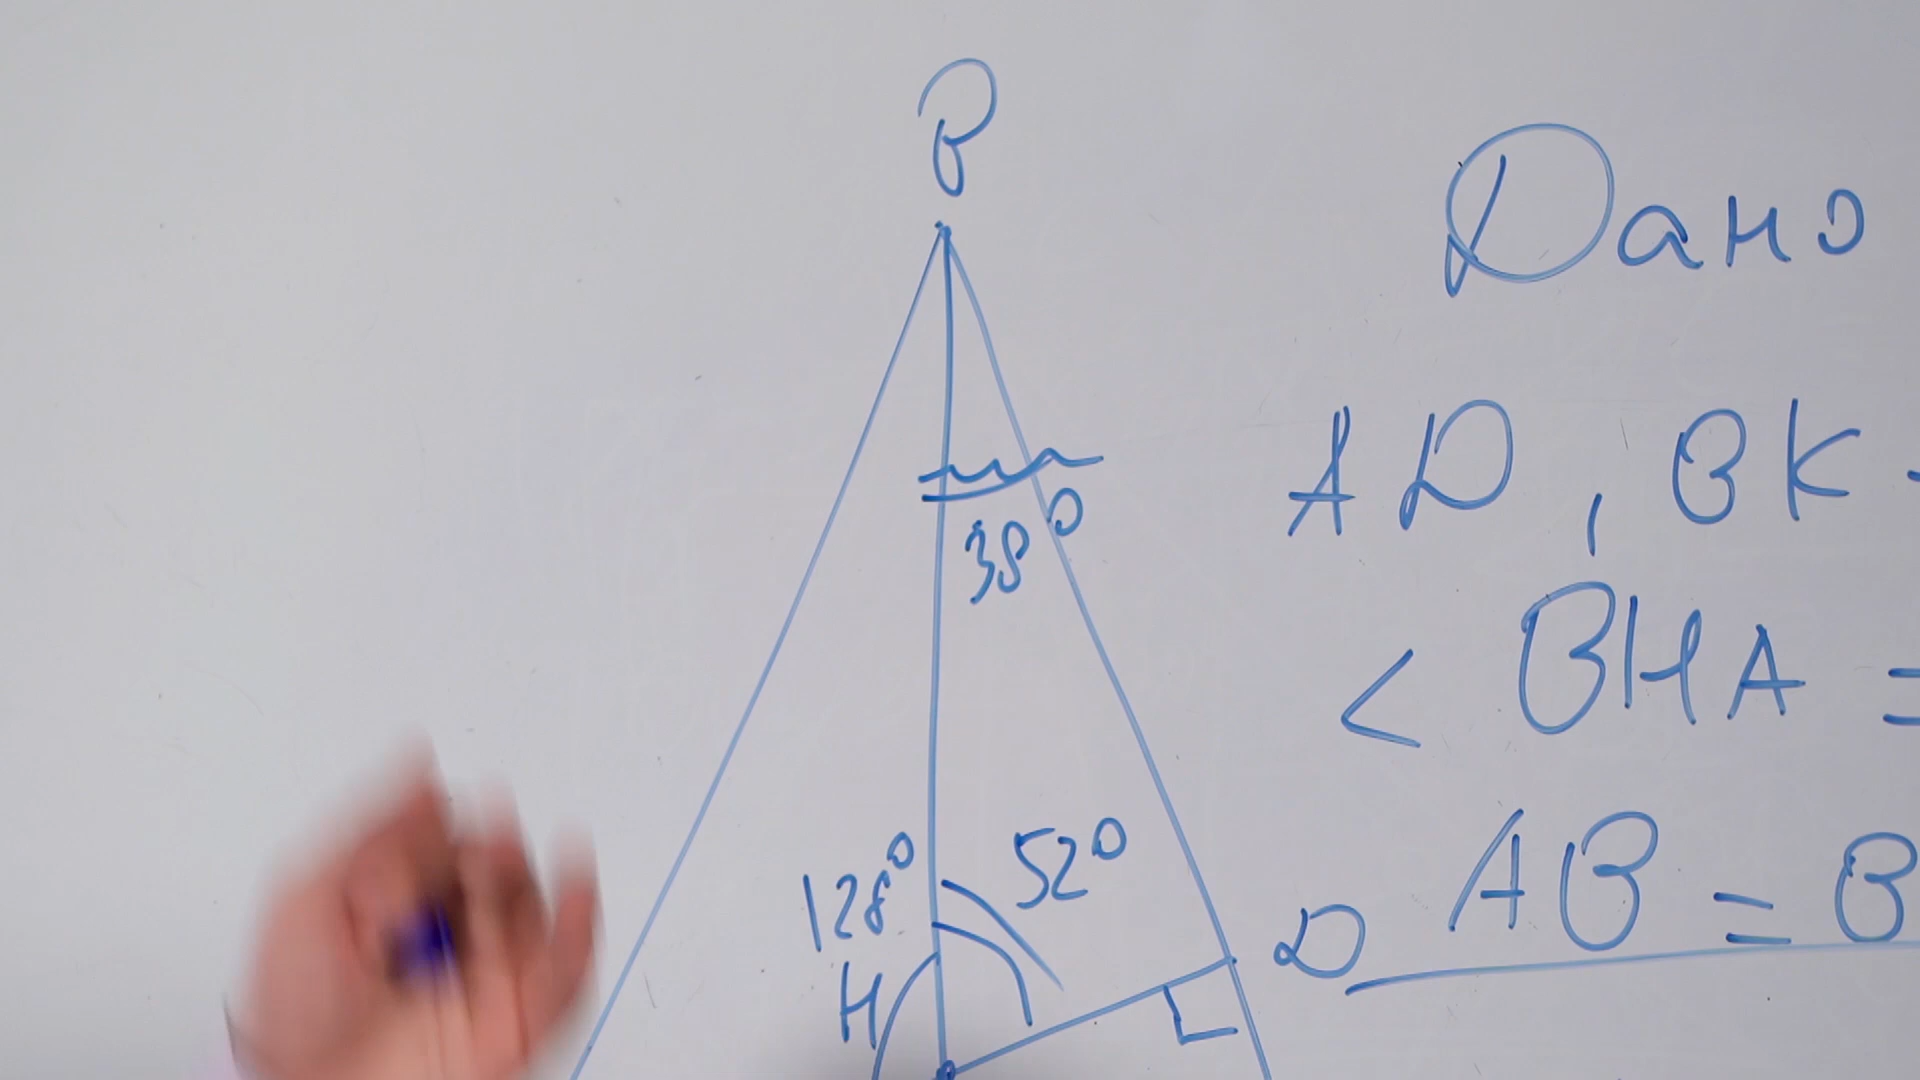 B
Дано
AD, BK -
38°
< BHA =
128° 52°
AB = B
H
D